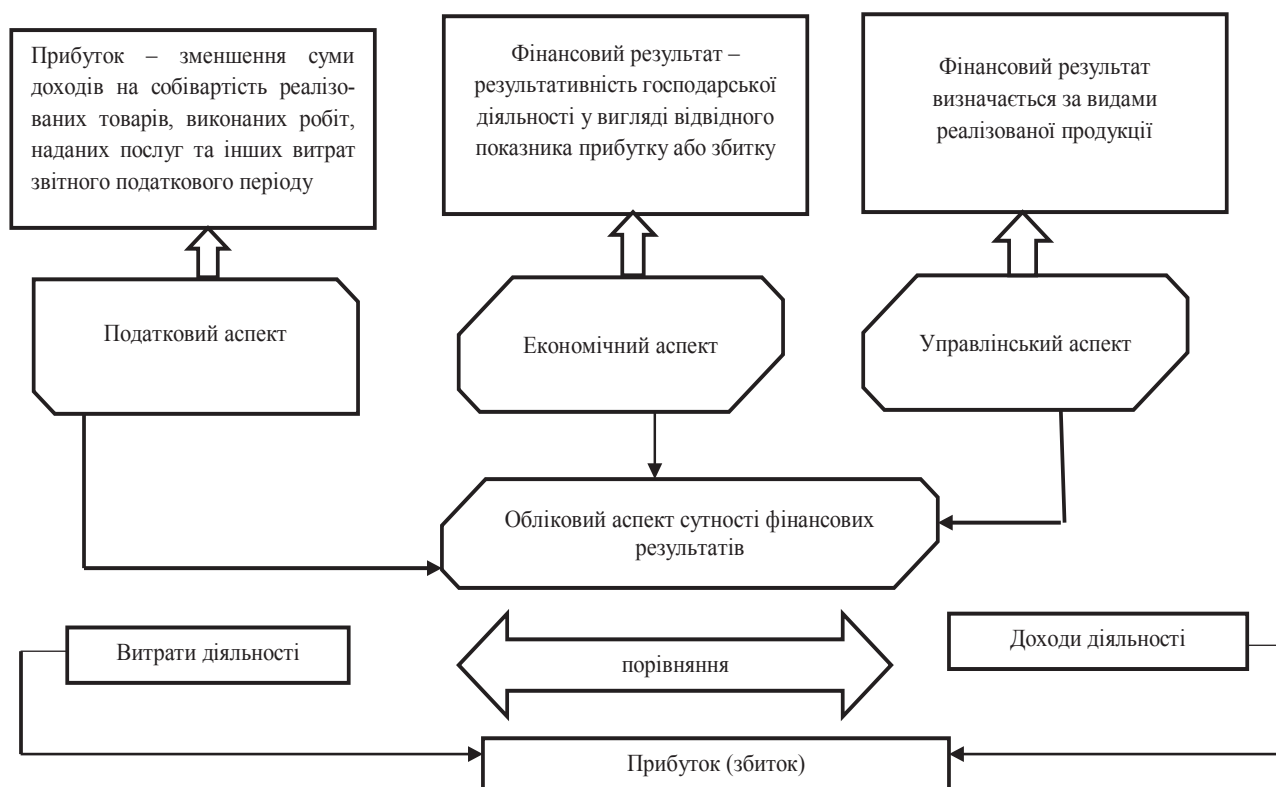 Прибуток – зменшення суми
доходів на собівартість реалізо-
ваних товарів, виконаних робіт,
наданих послуг та інших витрат
звітного податкового періоду
Фінансовий результат –
результативність господарської
діяльності у вигляді відвідного
показника прибутку або збитку
Фінансовий результат
визначається за видами
реалізованої продукції
Податковий аспект
Економічний аспект
Управлінський аспект
Обліковий аспект сутності фінансових
результатів
Витрати діяльності
порівняння
Доходи діяльності
Прибуток (збиток)